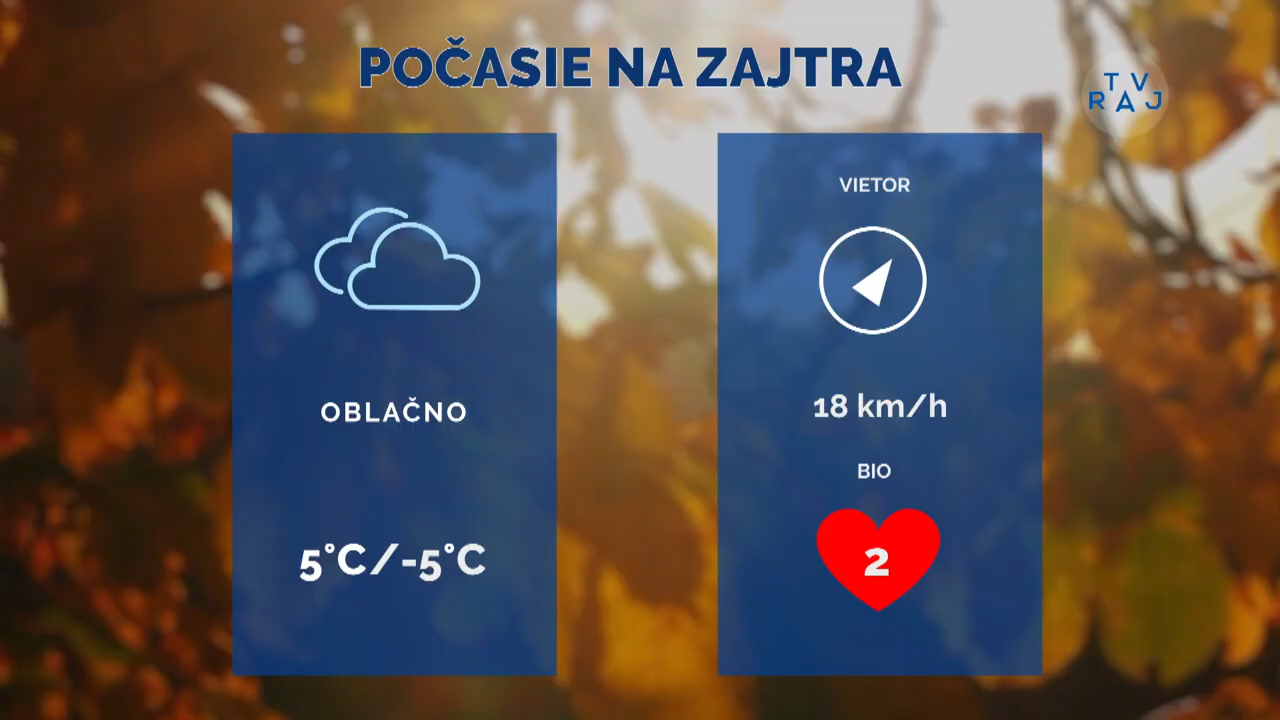 POČASIE NA ZAJTRA
TV
RAJ
OBLAČNO
5°C/-5°C
VIETOR
18 km/h
BIO
2